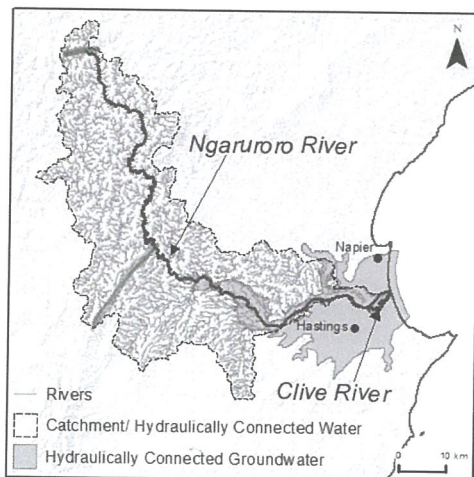 N
Ngaruroro River
Napier
Hastings
Clive River
Rivers
Catchment/ Hydraulically Connected Water
Hydraulically Connected Groundwater
0 10 km